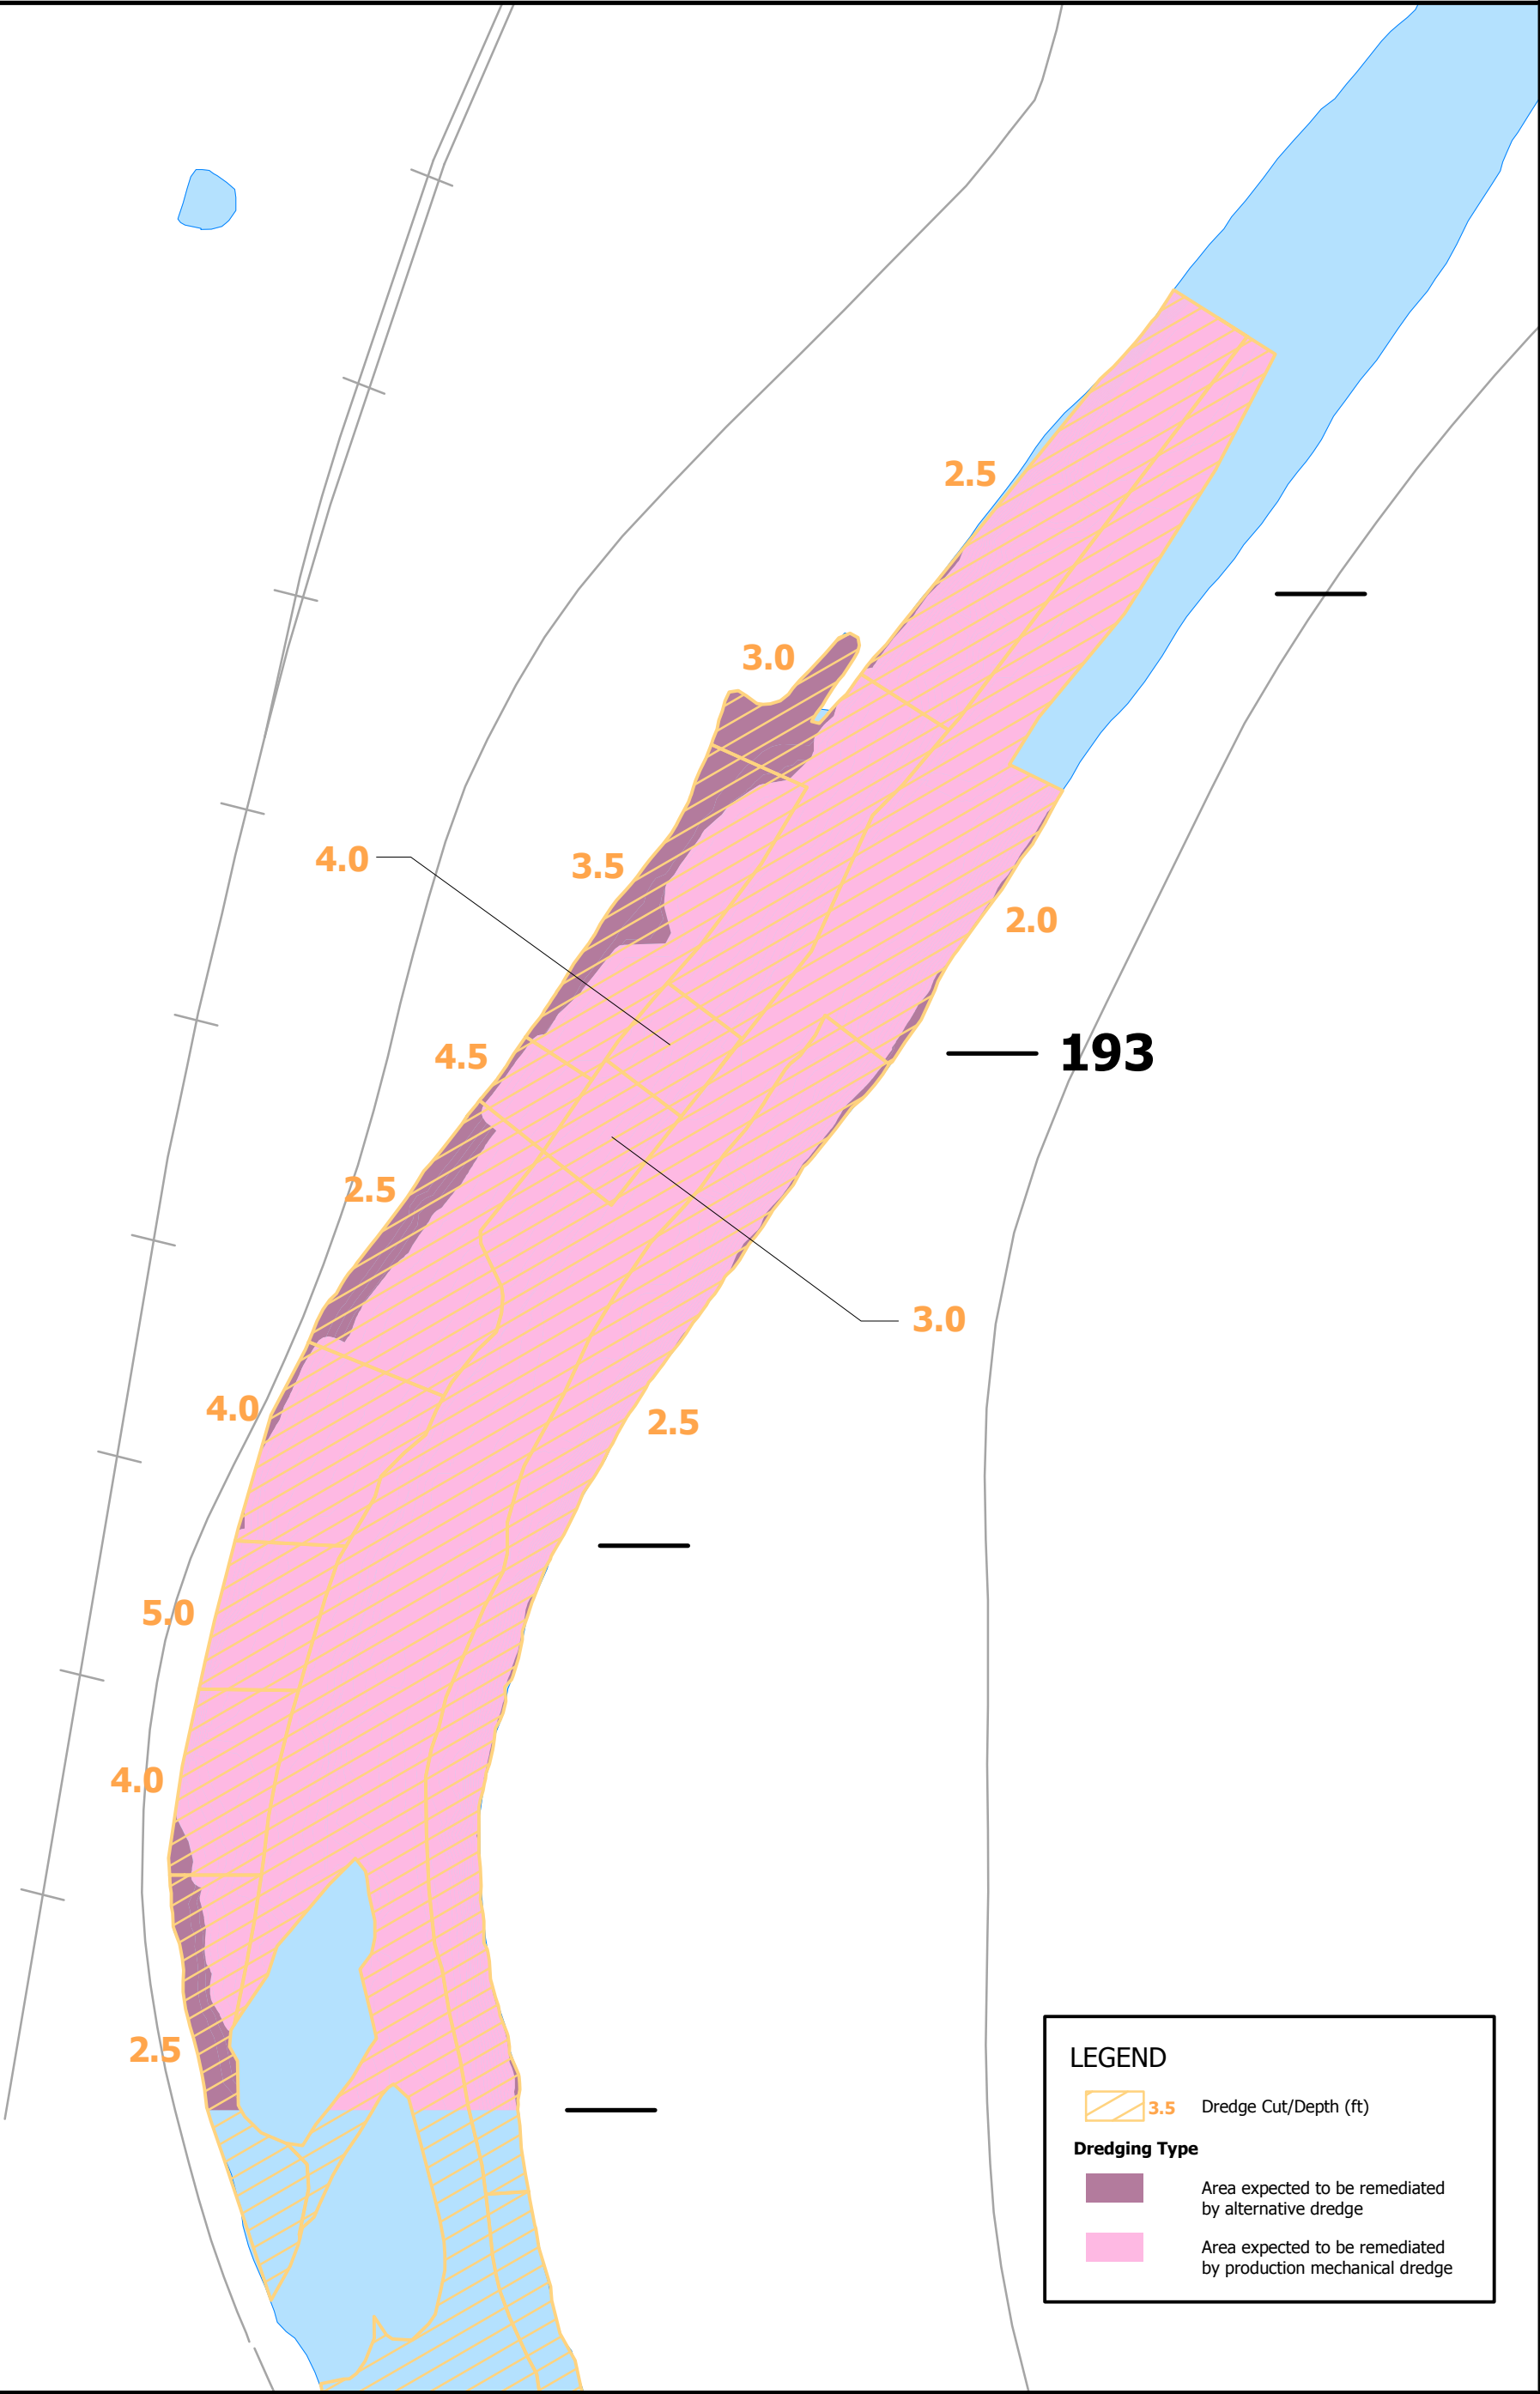 2.5
3.0
4.0
3.5
2.0
4.5
193
2.5
3.0
4.0
2.5
5.0
4.0
2.5
LEGEND
3.5 Dredge Cut/Depth (ft)
Dredging Type
Area expected to be remediated
by alternative dredge
Area expected to be remediated
by production mechanical dredge